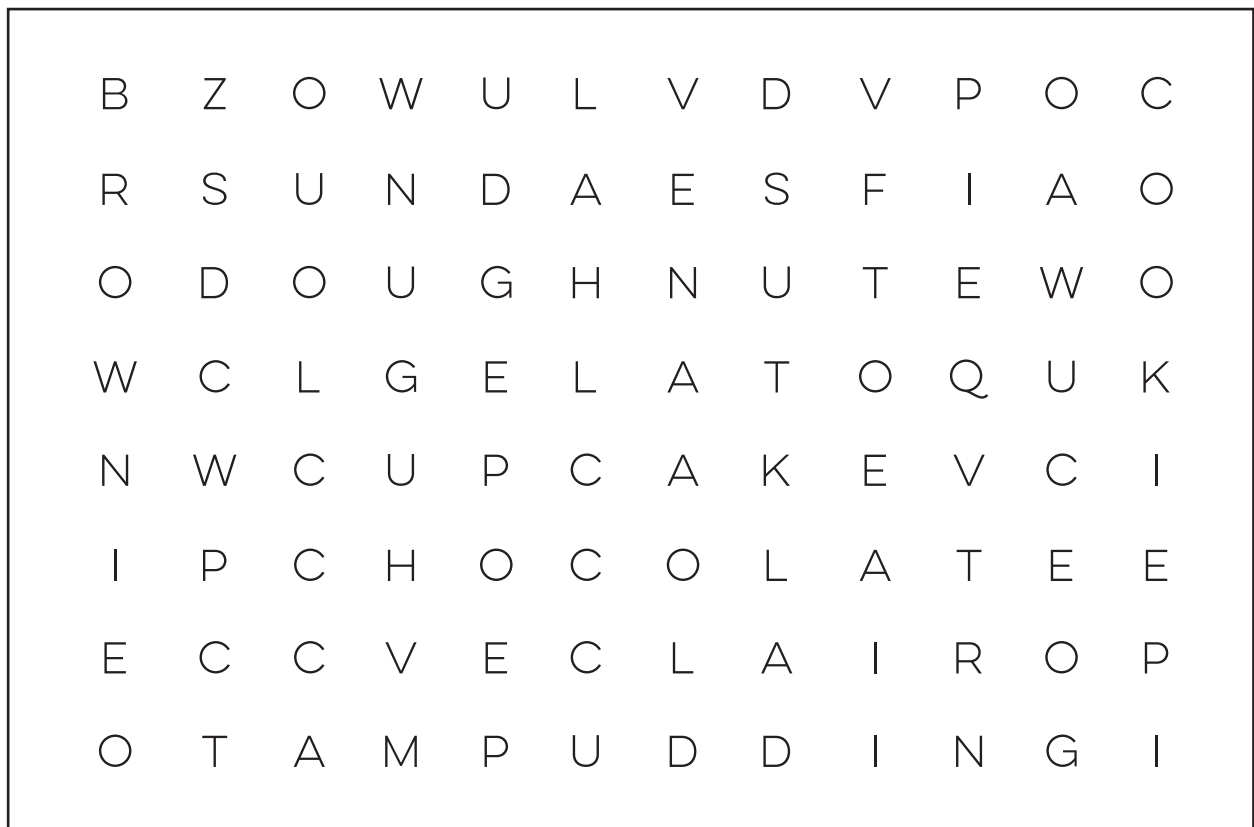 B Z O W U L V D V P O C
R S U N D A E S F I A O
O D O U G H N U T E W O
W C L G E L A T O Q U K
N W C U P C A K E V C I
I P C H O C O L A T E E
E C C V E C L A I R O P
O T A M P U D D I N G I